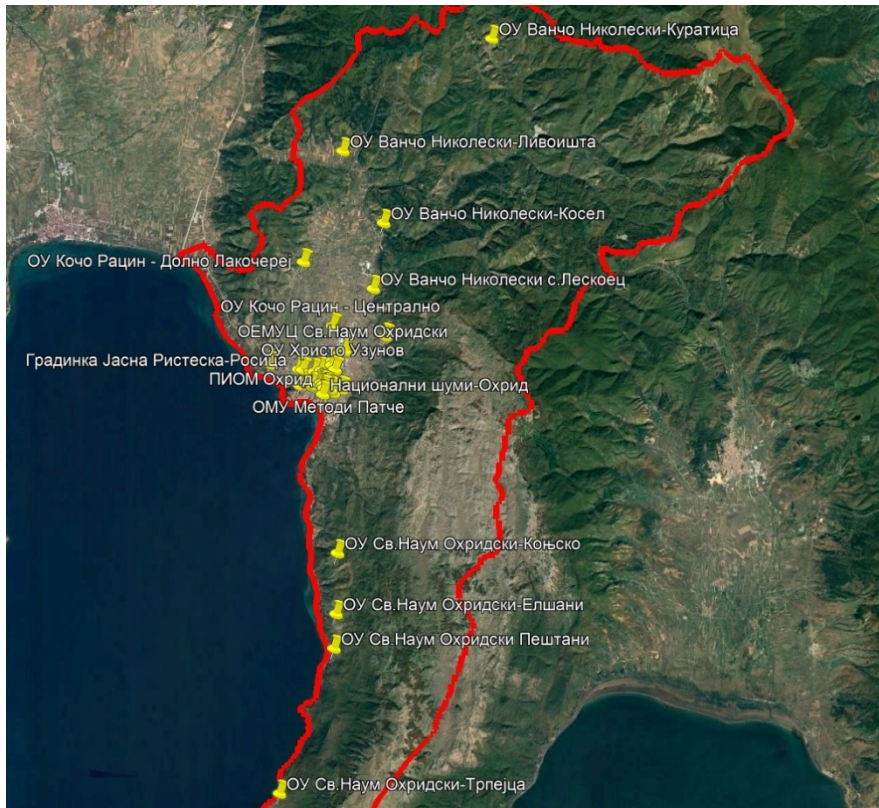 ОУ Ванчо Николески-Куратица
ОУ Ванчо Николески-Ливоишта
ОУ Ванчо Николески-Косел
ОУ Кочо Рацин - Долно Лакочереј
ОУ Ванчо Николески с.Лескоец
ОУ Кочо Рацин - Централно
ОЕМУЦ Св.Наум Охридски
ОУ Христо Узунов
Градинка Јасна Ристеска-Росица
ПИОМ Охрид
Национални шуми-Охрид
ОМУ Методи Патче
ОУ Св.Наум Охридски-Коњско
ОУ Св.Наум Охридски-Елшани
ОУ Св.Наум Охридски Пештани
ОУ Св.Наум Охридски-Трпејца